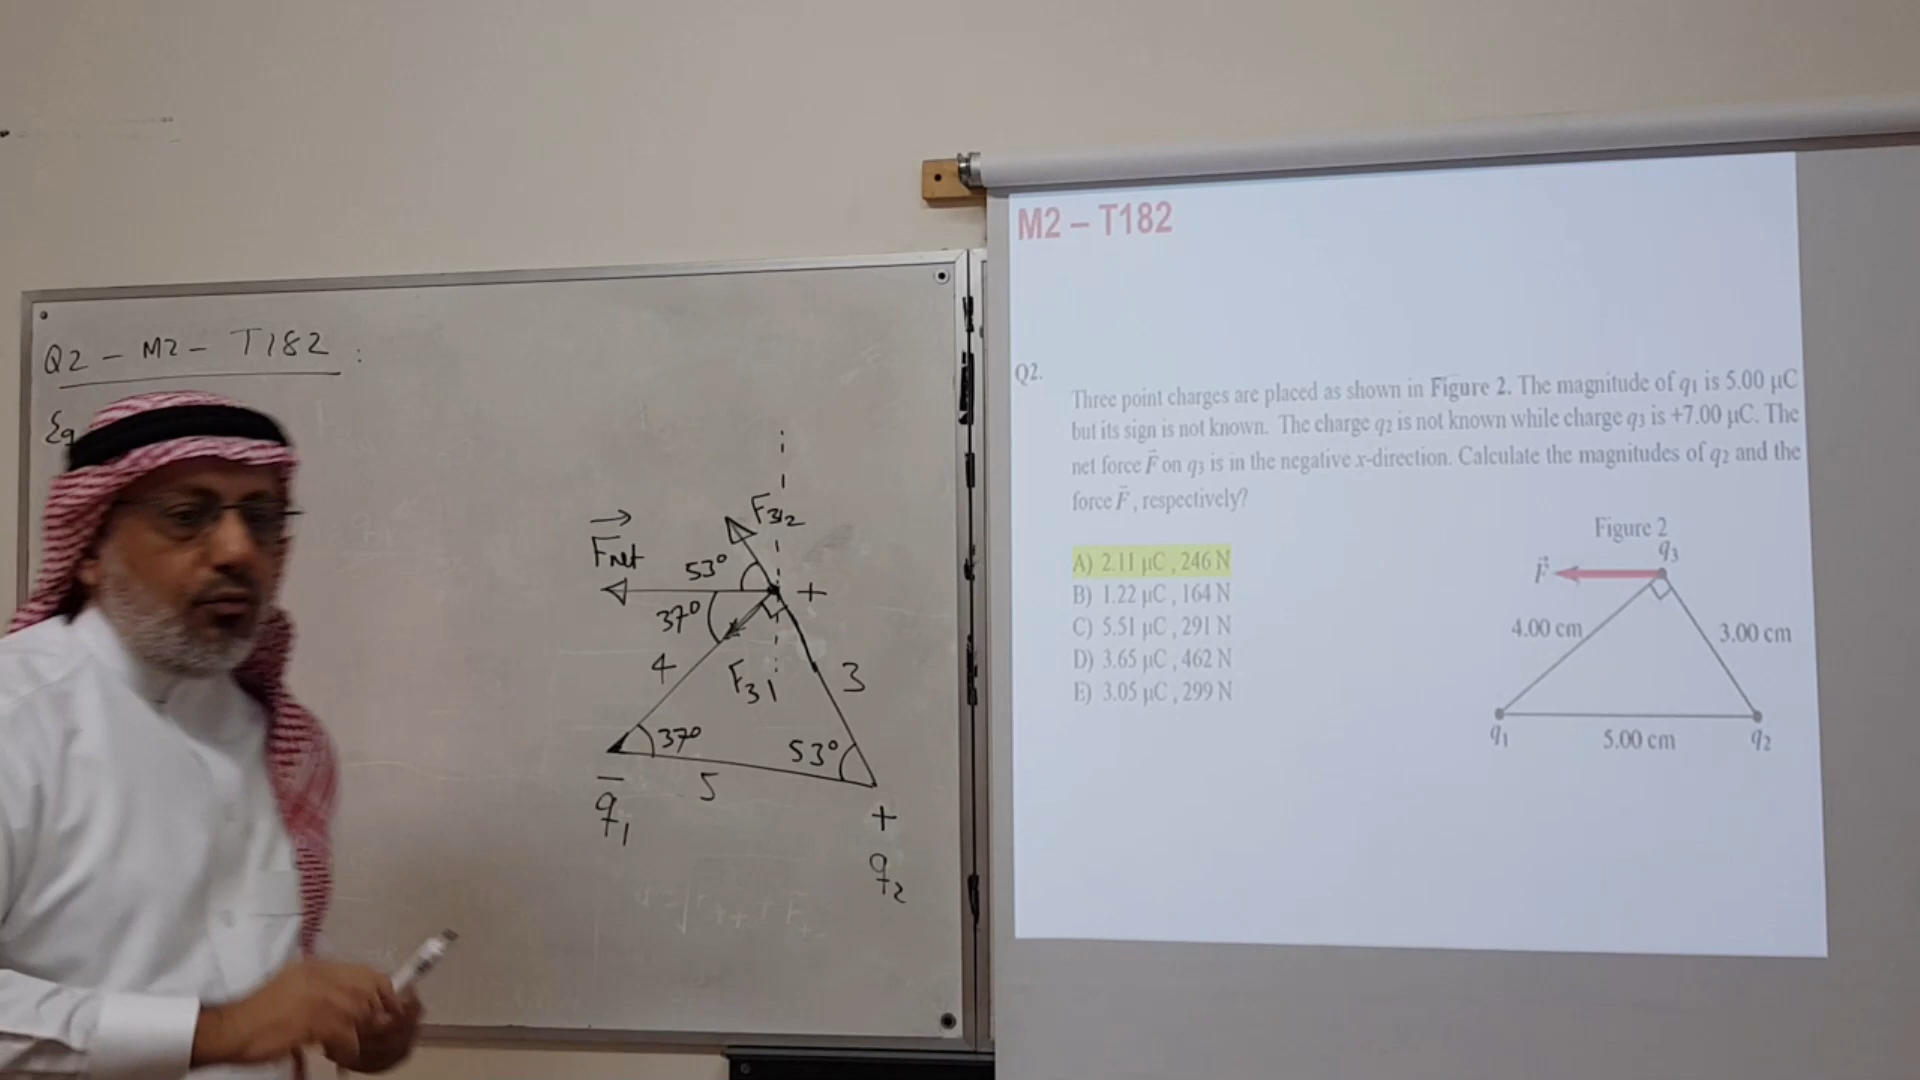 Q2 – M2 – T182 :
Σq
F32
Fnet
53°
+
37°
4
F31
3
37°
53°
5
–
q1
+
q2
M2 – T182
Q2.
Three point charges are placed as shown in Figure 2. The magnitude of q1 is 5.00 µC
but its sign is not known. The charge q2 is not known while charge q3 is +7.00 µC. The
net force F⃗ on q3 is in the negative x-direction. Calculate the magnitudes of q2 and the
force F⃗, respectively?
A) 2.11 µC , 246 N
B) 1.22 µC , 164 N
C) 5.51 µC , 291 N
D) 3.65 µC , 462 N
E) 3.05 µC , 299 N
Figure 2
q3
F⃗
4.00 cm
3.00 cm
q1
5.00 cm
q2